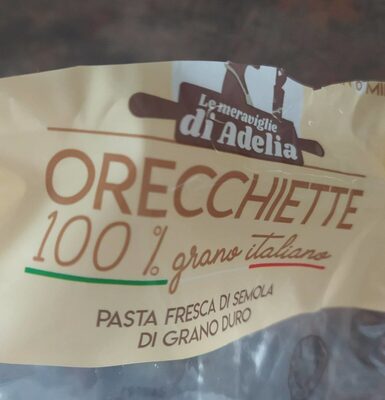 Le meraviglie
di Adelia
ORECCHIETTE
100% grano italiano
PASTA FRESCA DI SEMOLA
DI GRANO DURO